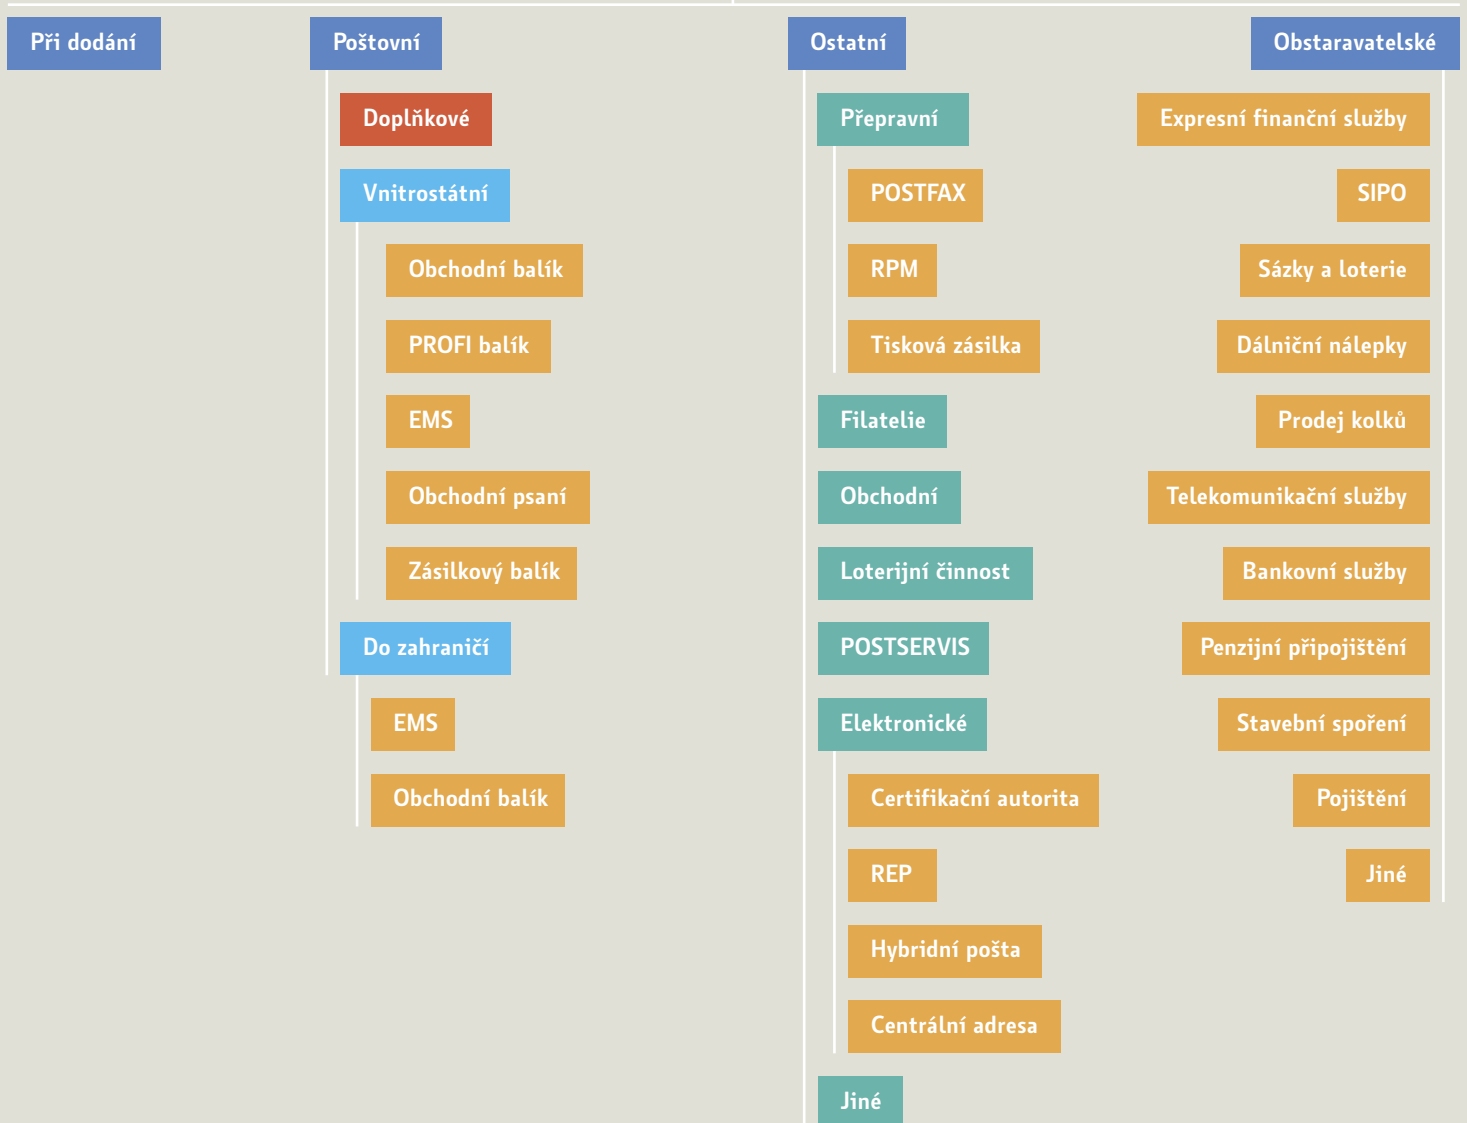 Při dodání
Poštovní
Doplňkové
Vnitrostátní
Obchodní balík
PROFI balík
EMS
Obchodní psaní
Zásilkový balík
Do zahraničí
EMS
Obchodní balík
Ostatní
Přepravní
POSTFAX
RPM
Tisková zásilka
Filatelie
Obchodní
Loterijní činnost
POSTSERVIS
Elektronické
Certifikační autorita
REP
Hybridní pošta
Centrální adresa
Jiné
Obstaravatelské
Expresní finanční služby
SIPO
Sázky a loterie
Dálniční nálepky
Prodej kolků
Telekomunikační služby
Bankovní služby
Penzijní připojištění
Stavební spoření
Pojištění
Jiné